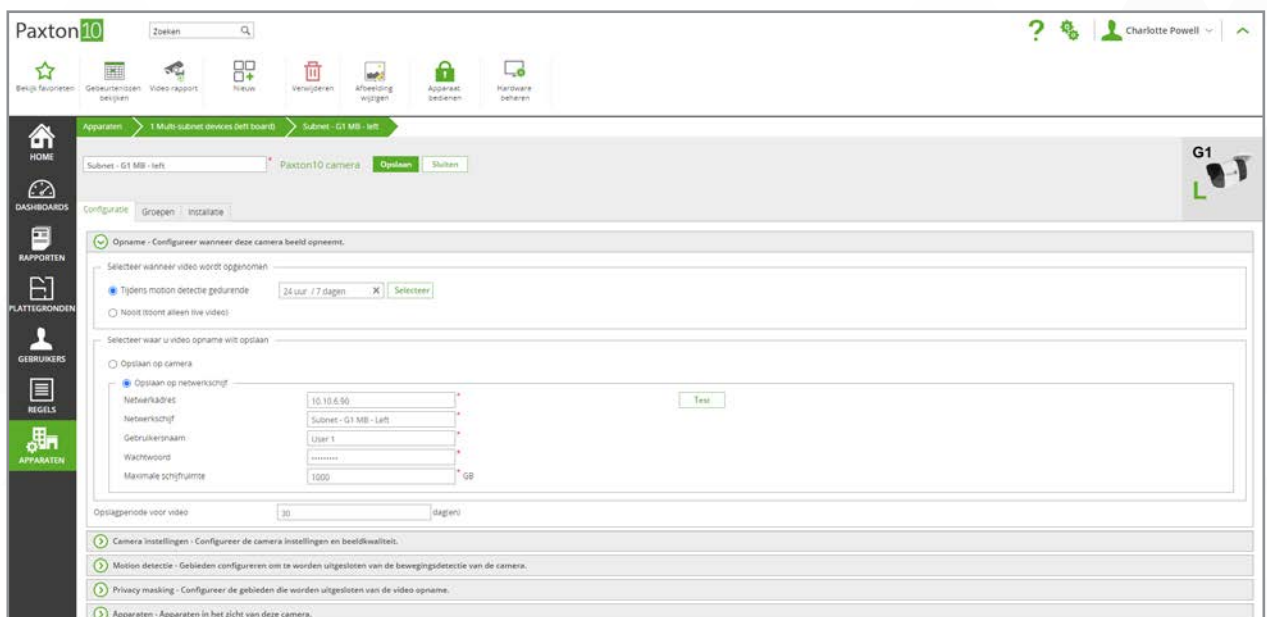 Paxton10
Zoeken
Charlotte Powell
Bekijk favorieten
Gebeurtenissen bekijken
Video rapport
Nieuw
Verwijderen
Afbeelding wijzigen
Apparaat bedienen
Hardware beheren
HOME
DASHBOARDS
RAPPORTEN
PLATTEGRONDEN
GEBRUIKERS
REGELS
APPARATEN
Apparaten
1 Multi-subnet devices (left board)
Subnet - G1 MB - left
Subnet - G1 MB - left * Paxton10 camera Opslaan Sluiten
G1
L
Configuratie Groepen Installatie
Opname - Configureer wanneer deze camera beeld opneemt.
Selecteer wanneer video wordt opgenomen
Tijdens motion detectie gedurende 24 uur / 7 dagen X Selecteer
Nooit (toont alleen live video)
Selecteer waar u video opname wilt opslaan
Opslaan op camera
Opslaan op netwerkschijf
Netwerkadres 10.10.6.90 * Test
Netwerkschijf Subnet - G1 MB - Left *
Gebruikersnaam User 1 *
Wachtwoord ********* *
Maximale schijfruimte 1000 * GB
Opslagperiode voor video 30 dag(en)
Camera instellingen - Configureer de camera instellingen en beeldkwaliteit.
Motion detectie - Gebieden configureren om te worden uitgesloten van de bewegingsdetectie van de camera.
Privacy masking - Configureer de gebieden die worden uitgesloten van de video opname.
Apparaten - Apparaten in het zicht van deze camera.